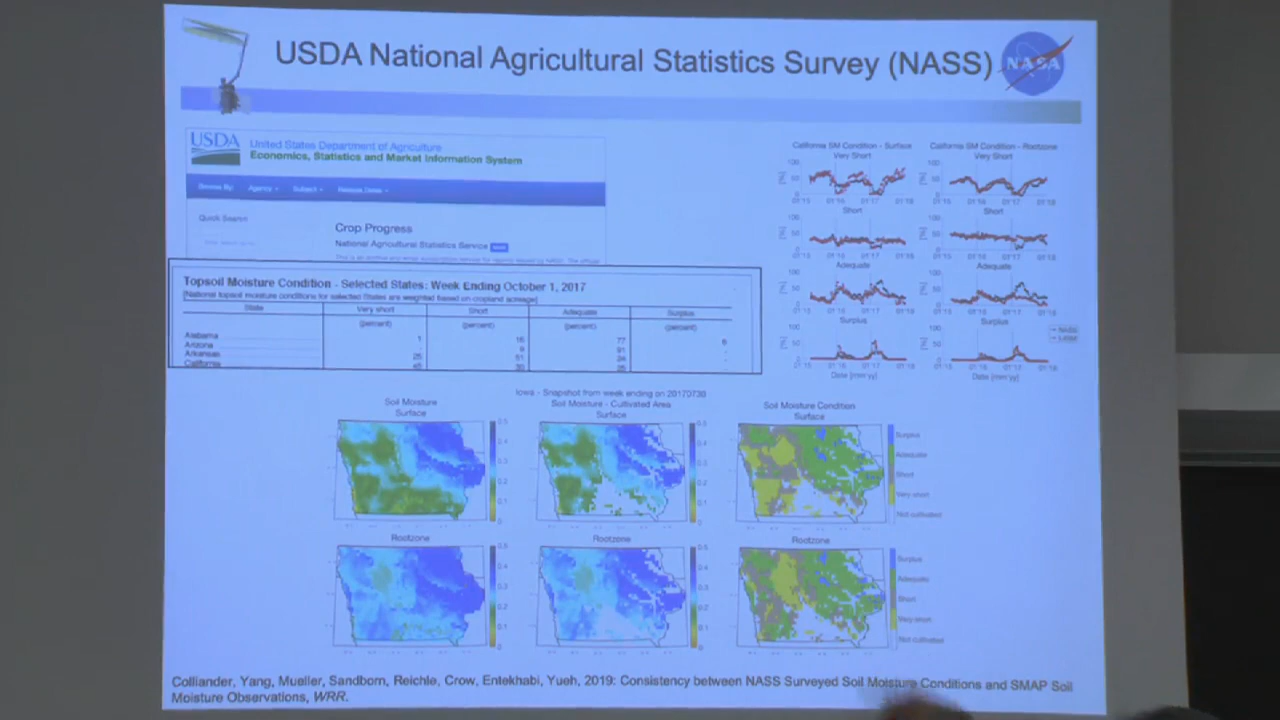 USDA National Agricultural Statistics Survey (NASS)
NASA
USDA
United States Department of Agriculture
Economics, Statistics and Market Information System
Browse By: Agency Subject Release Dates
Quick Search
Crop Progress
National Agricultural Statistics Service
Topsoil Moisture Condition - Selected States: Week Ending October 1, 2017
[National topsoil moisture conditions for selected States are weighted based on cropland acreage]
State Very short Short Adequate Surplus
(percent) (percent) (percent) (percent)
Alabama 1 16 77 6
Arizona - 9 91 -
Arkansas 25 51 24 -
California
California SM Condition - Surface
Very Short
Short
Adequate
Surplus
Date [mm'yy]
California SM Condition - Rootzone
Very Short
Short
Adequate
Surplus
Date [mm'yy]
NASS
Iowa - Snapshot from week ending on 20170730
Soil Moisture
Surface
Soil Moisture - Cultivated Area
Surface
Soil Moisture Condition
Surface
Surplus
Adequate
Short
Very short
Not cultivated
Rootzone
Rootzone
Rootzone
Surplus
Adequate
Short
Very short
Not cultivated
Colliander, Yang, Mueller, Sandborn, Reichle, Crow, Entekhabi, Yueh, 2019: Consistency between NASS Surveyed Soil Moisture Conditions and SMAP Soil
Moisture Observations, WRR.